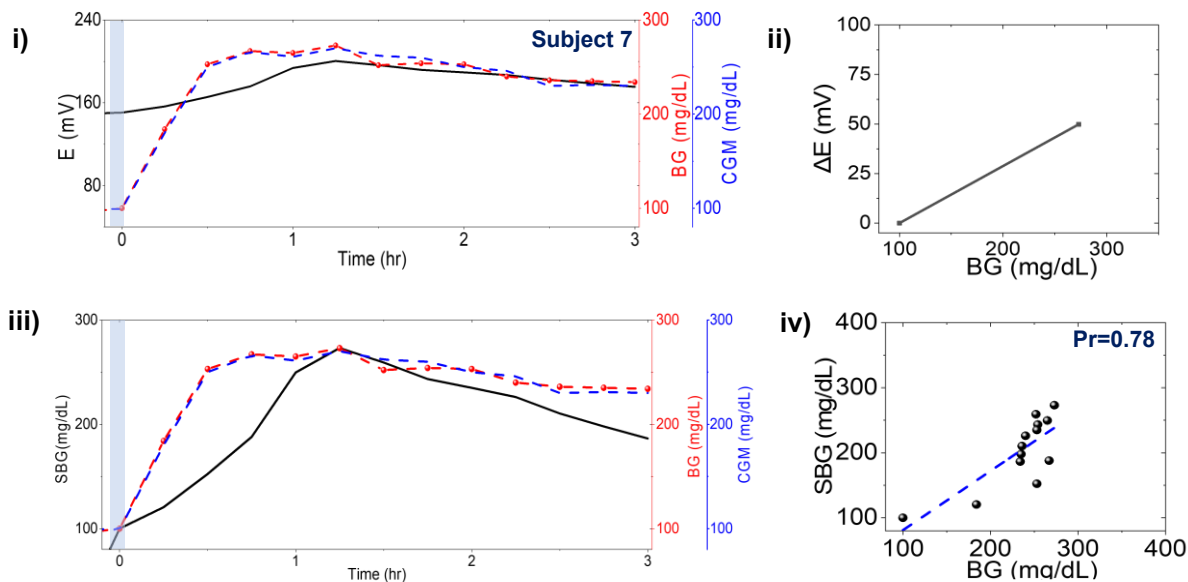 i)
Subject 7
240
160
80
E (mV)
0
1
2
3
Time (hr)
300
200
100
BG (mg/dL)
300
200
100
CGM (mg/dL)
ii)
100
75
50
25
0
ΔE (mV)
100
200
300
BG (mg/dL)
iii)
300
200
100
SBG(mg/dL)
0
1
2
3
Time (hr)
300
200
100
BG (mg/dL)
300
200
100
CGM (mg/dL)
iv)
Pr=0.78
400
300
200
100
SBG (mg/dL)
100
200
300
400
BG (mg/dL)